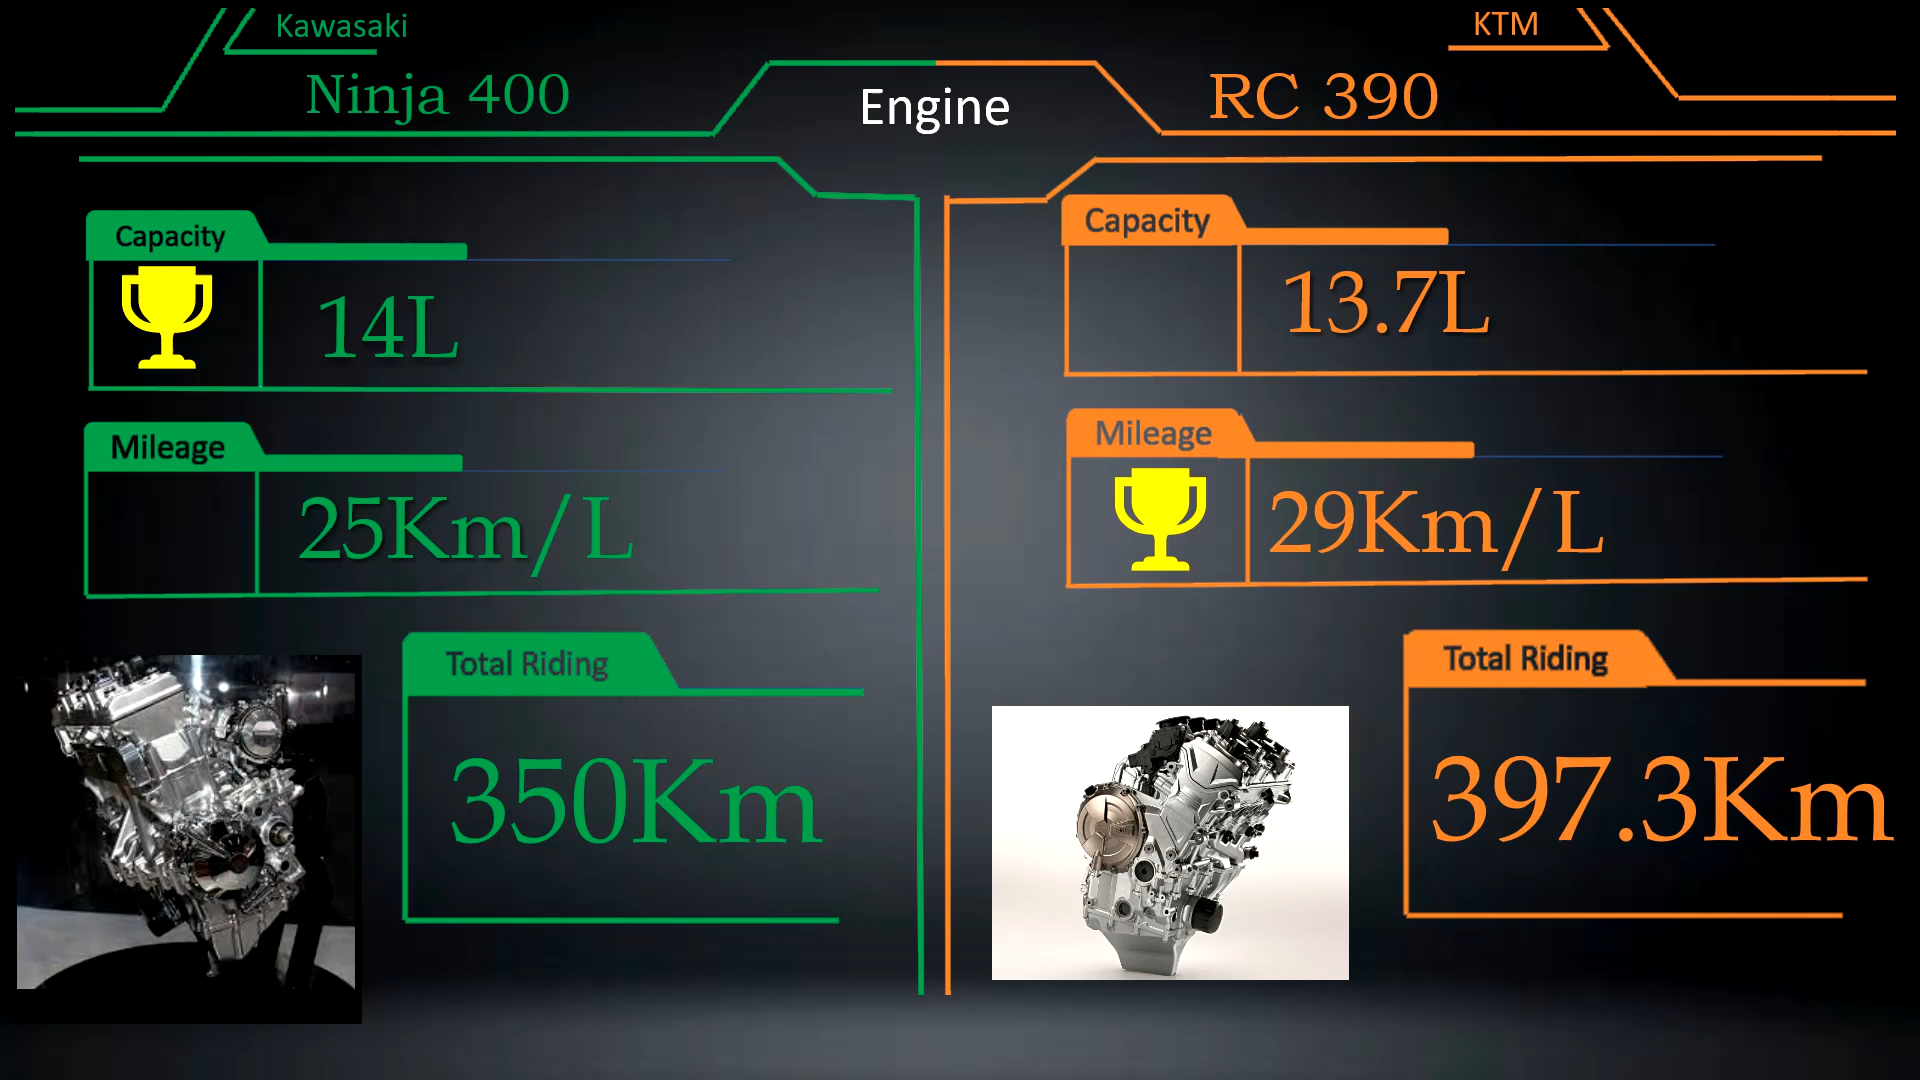 Kawasaki
Ninja 400
Engine
KTM
RC 390
Capacity
14L
Mileage
25Km/L
Total Riding
350Km
Capacity
13.7L
Mileage
29Km/L
Total Riding
397.3Km